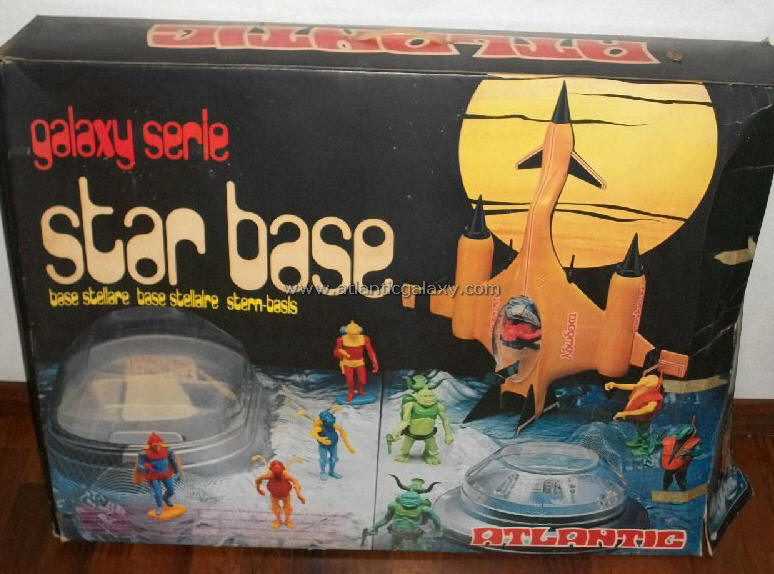 ATLANTIC
galaxy serie
star base
base stellare base stellaire stern-basis
www.atlanticgalaxy.com
ATLANTIC